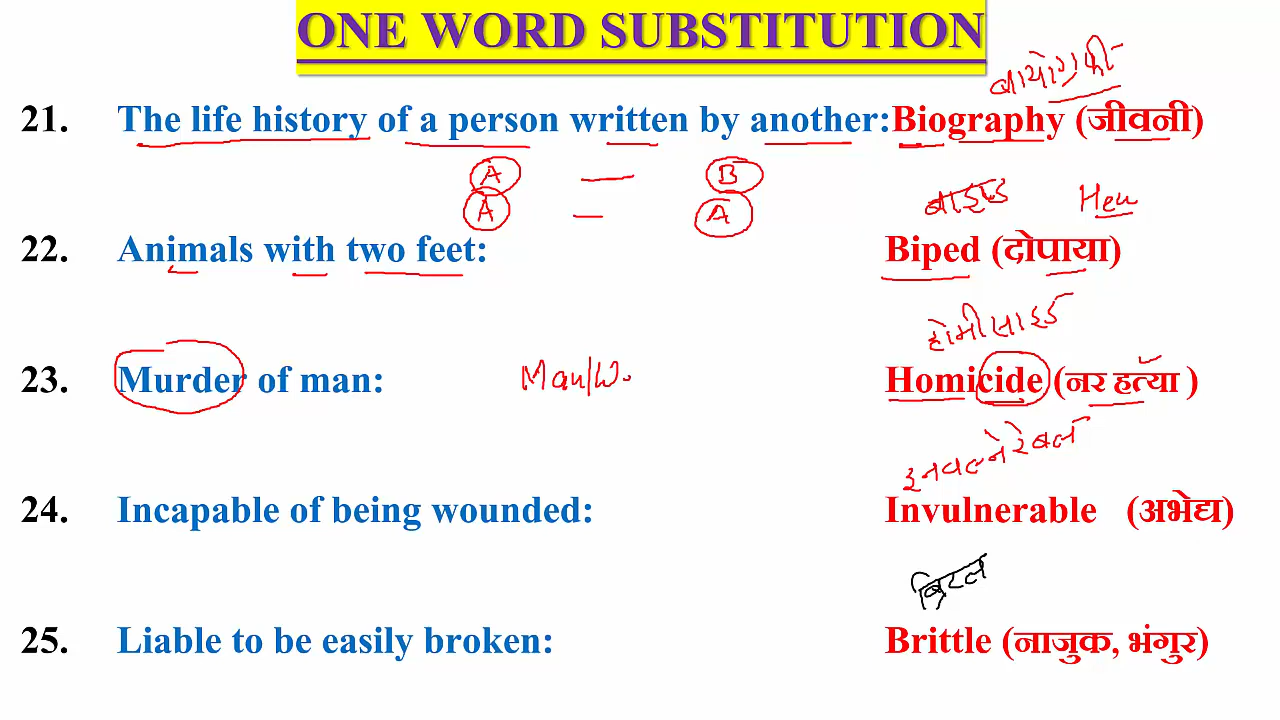 ONE WORD SUBSTITUTION
बायोग्राफी
21. The life history of a person written by another: Biography (जीवनी)
A — B
A — A
बाइपेड Hen
22. Animals with two feet: Biped (दोपाया)
होमीसाइड
23. Murder of man: Man/W. Homicide (नर हत्या )
इनवल्नेरेबल
24. Incapable of being wounded: Invulnerable (अभेद्य)
ब्रिटल
25. Liable to be easily broken: Brittle (नाजुक, भंगुर)